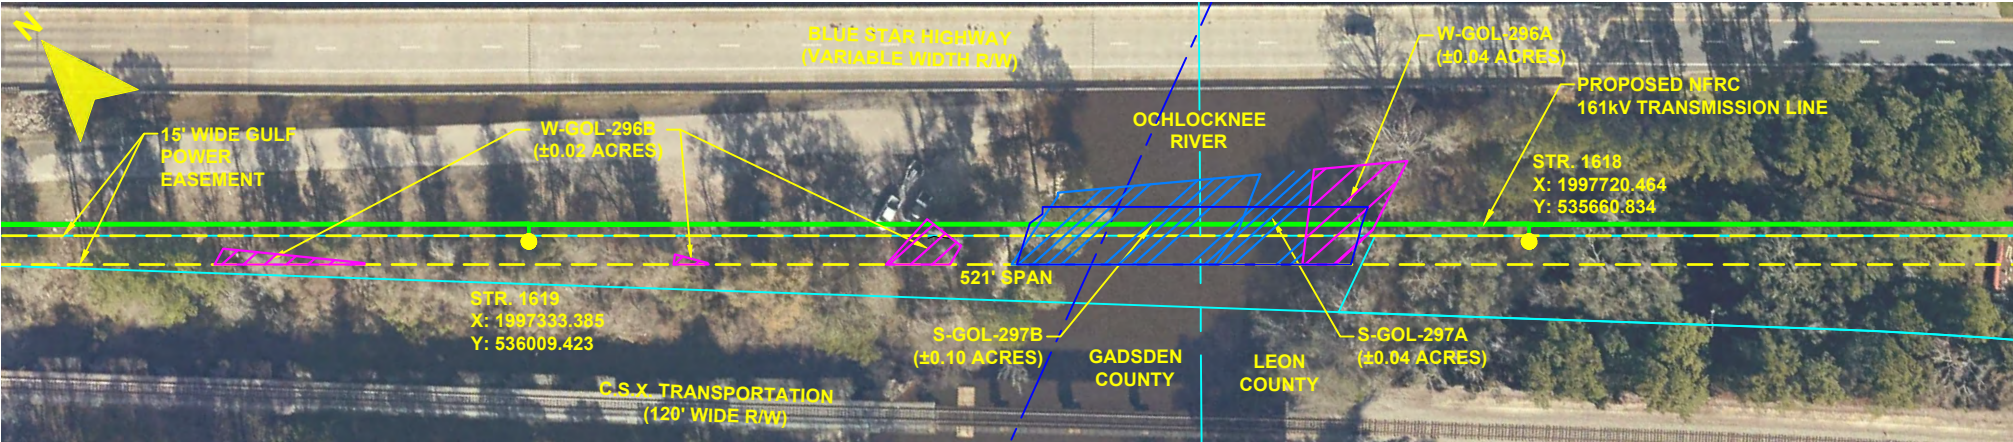 N
BLUE STAR HIGHWAY
(VARIABLE WIDTH R/W)
W-GOL-296A
(±0.04 ACRES)
PROPOSED NFRC
161kV TRANSMISSION LINE
15' WIDE GULF
POWER
EASEMENT
W-GOL-296B
(±0.02 ACRES)
OCHLOCKNEE
RIVER
STR. 1618
X: 1997720.464
Y: 535660.834
521' SPAN
STR. 1619
X: 1997333.385
Y: 536009.423
S-GOL-297B
(±0.10 ACRES)
S-GOL-297A
(±0.04 ACRES)
GADSDEN
COUNTY
LEON
COUNTY
C.S.X. TRANSPORTATION
(120' WIDE R/W)